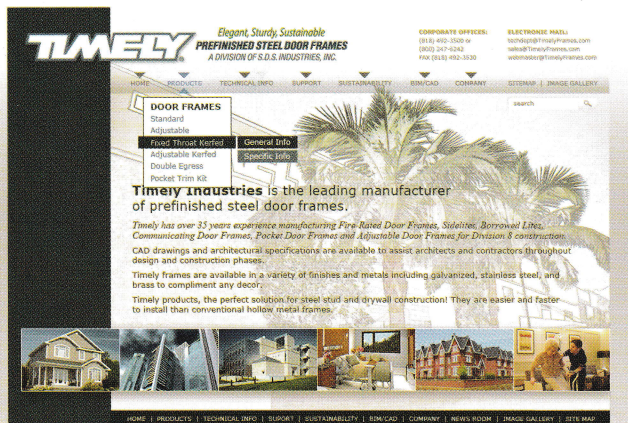 TIMELY
Elegant, Sturdy, Sustainable
PREFINISHED STEEL DOOR FRAMES
A DIVISION OF S.D.S. INDUSTRIES, INC.
CORPORATE OFFICES:
(818) 492-3500 or
(800) 247-6242
FAX (818) 492-3530
ELECTRONIC MAIL:
techdept@TimelyFrames.com
sales@TimelyFrames.com
webmaster@TimelyFrames.com
HOME PRODUCTS TECHNICAL INFO SUPPORT SUSTAINABILITY BIM/CAD COMPANY SITEMAP | IMAGE GALLERY
search
DOOR FRAMES
Standard
Adjustable
Fixed Throat Kerfed General Info
Adjustable Kerfed Specific Info
Double Egress
Pocket Trim Kit
Timely Industries is the leading manufacturer
of prefinished steel door frames.
Timely has over 35 years experience manufacturing Fire-Rated Door Frames, Sidelites, Borrowed Lites,
Communicating Door Frames, Pocket Door Frames and Adjustable Door Frames for Division 8 construction.
CAD drawings and architectural specifications are available to assist architects and contractors throughout
design and construction phases.
Timely frames are available in a variety of finishes and metals including galvanized, stainless steel, and
brass to compliment any decor.
Timely products, the perfect solution for steel stud and drywall construction! They are easier and faster
to install than conventional hollow metal frames.
HOME | PRODUCTS | TECHNICAL INFO | SUPORT | SUSTAINABILITY | BIM/CAD | COMPANY | NEWS ROOM | IMAGE GALLERY | SITE MAP